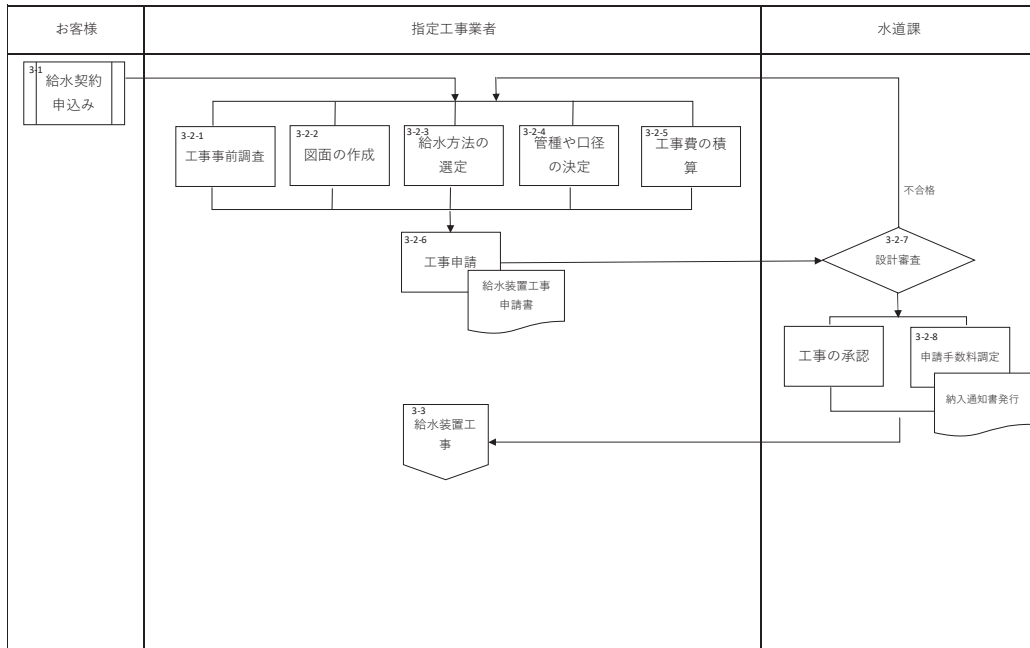 お客様
指定工事業者
水道課
3-1
給水契約
申込み
3-2-1
工事事前調査
3-2-2
図面の作成
3-2-3
給水方法の
選定
3-2-4
管種や口径
の決定
3-2-5
工事費の積
算
不合格
3-2-6
工事申請
給水装置工事
申請書
3-2-7
設計審査
工事の承認
3-2-8
申請手数料調定
納入通知書発行
3-3
給水装置工
事